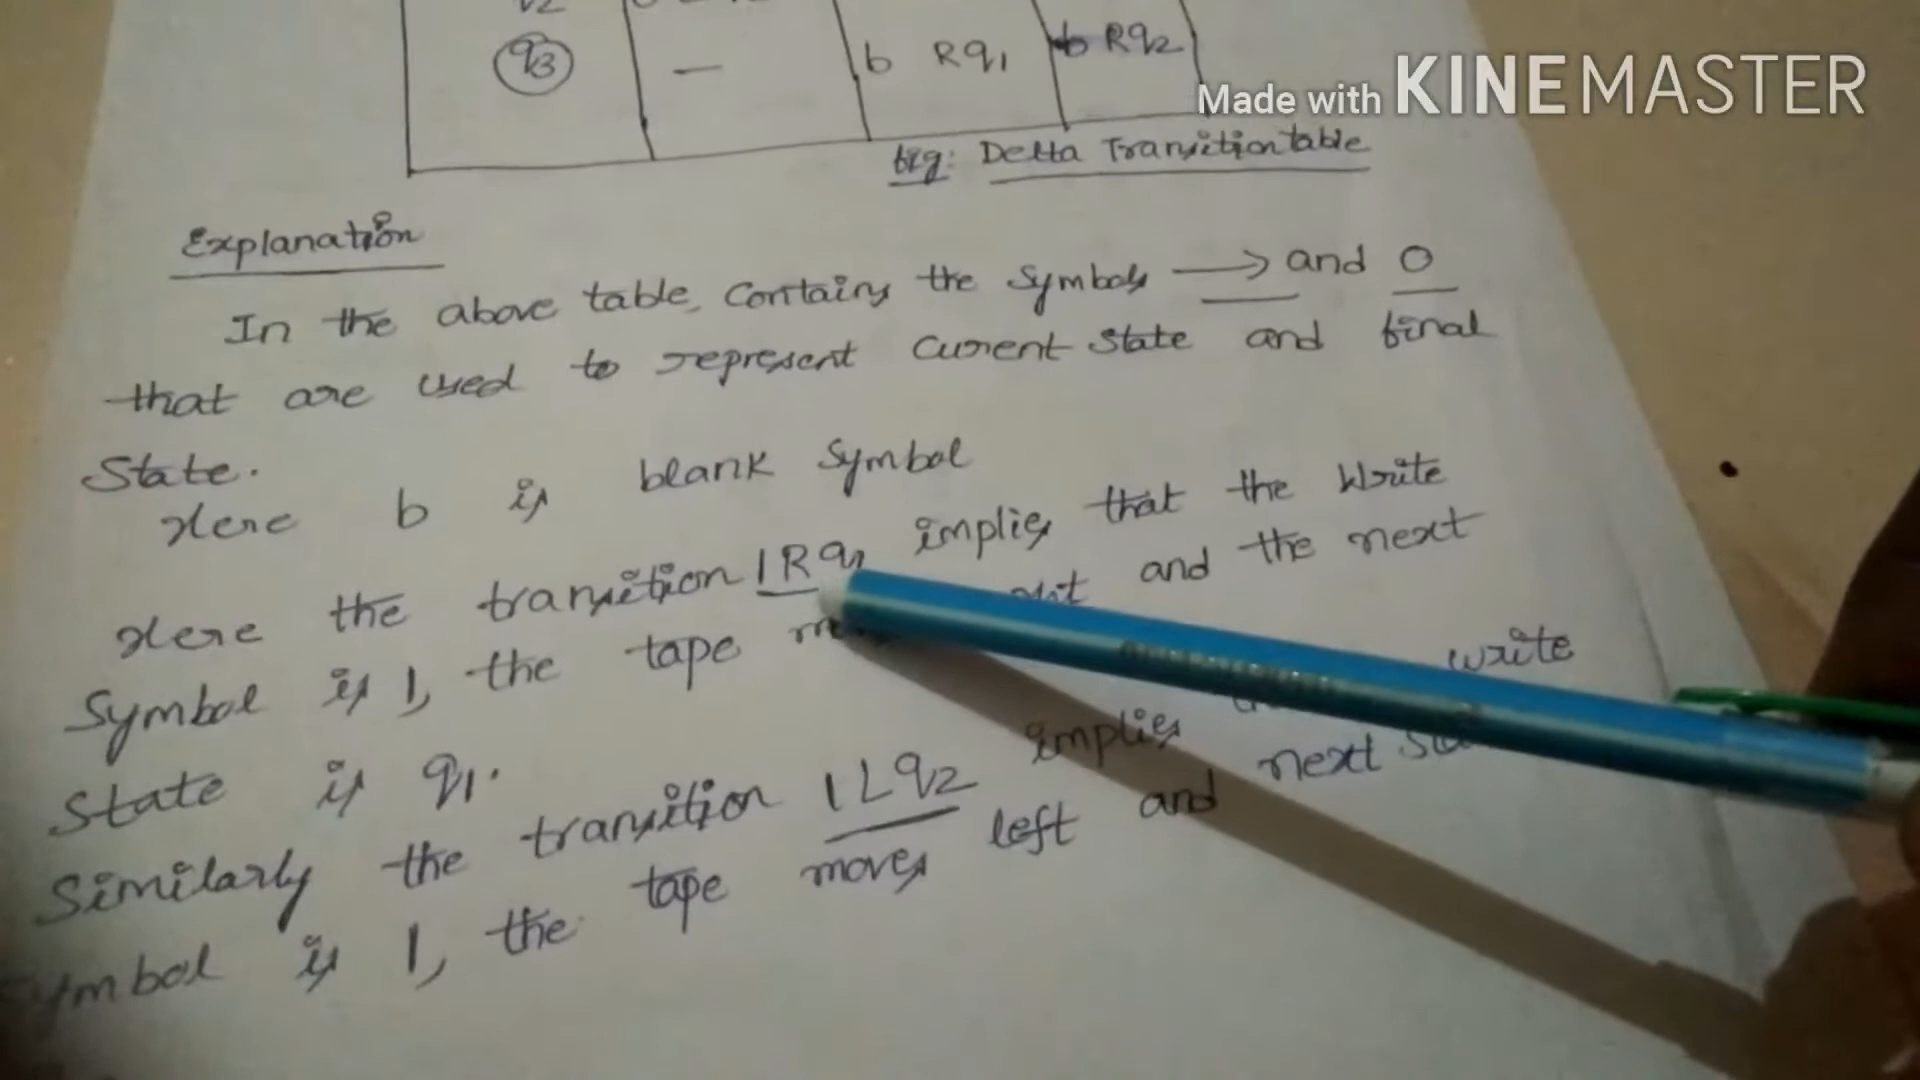 q3 — b Rq1 b Rq2
Made with KINEMASTER
fig: Delta Transition table
Explanation
In the above table, Contains the symbols → and O
that are used to represent current state and final
State.
Here b is blank symbol
Here the transition 1Rq1 implies that the write
Symbol is 1, the tape and the next
State is q1.
Similarly the transition 1Lq2 implies write
Symbol is 1, the tape moves left and next